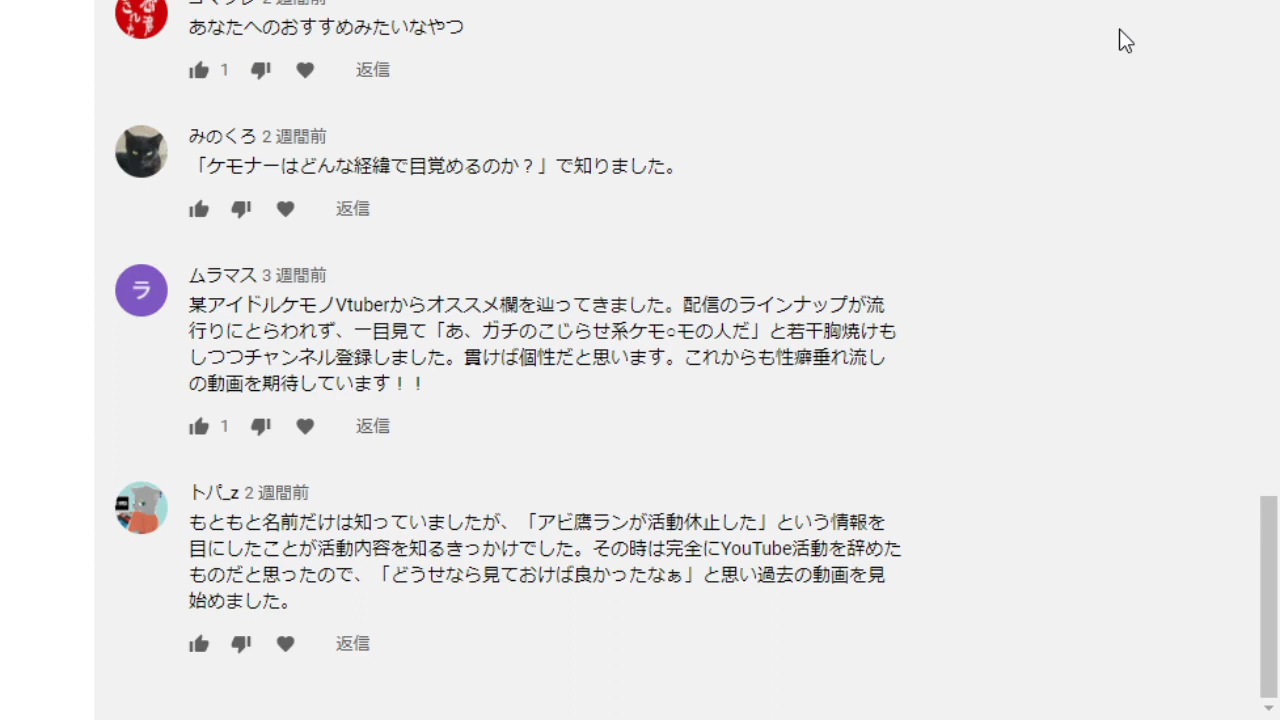 あなたへのおすすめみたいなやつ
1 返信
みのくろ 2 週間前
「ケモナーはどんな経緯で目覚めるのか？」で知りました。
返信
ラ
ムラマス 3 週間前
某アイドルケモノVtuberからオススメ欄を辿ってきました。配信のラインナップが流
行りにとらわれず、一目見て「あ、ガチのこじらせ系ケモ○モの人だ」と若干胸焼けも
しつつチャンネル登録しました。貫けば個性だと思います。これからも性癖垂れ流し
の動画を期待しています！！
1 返信
トパ_z 2 週間前
もともと名前だけは知っていましたが、「アビ鷹ランが活動休止した」という情報を
目にしたことが活動内容を知るきっかけでした。その時は完全にYouTube活動を辞めた
ものだと思ったので、「どうせなら見ておけば良かったなぁ」と思い過去の動画を見
始めました。
返信